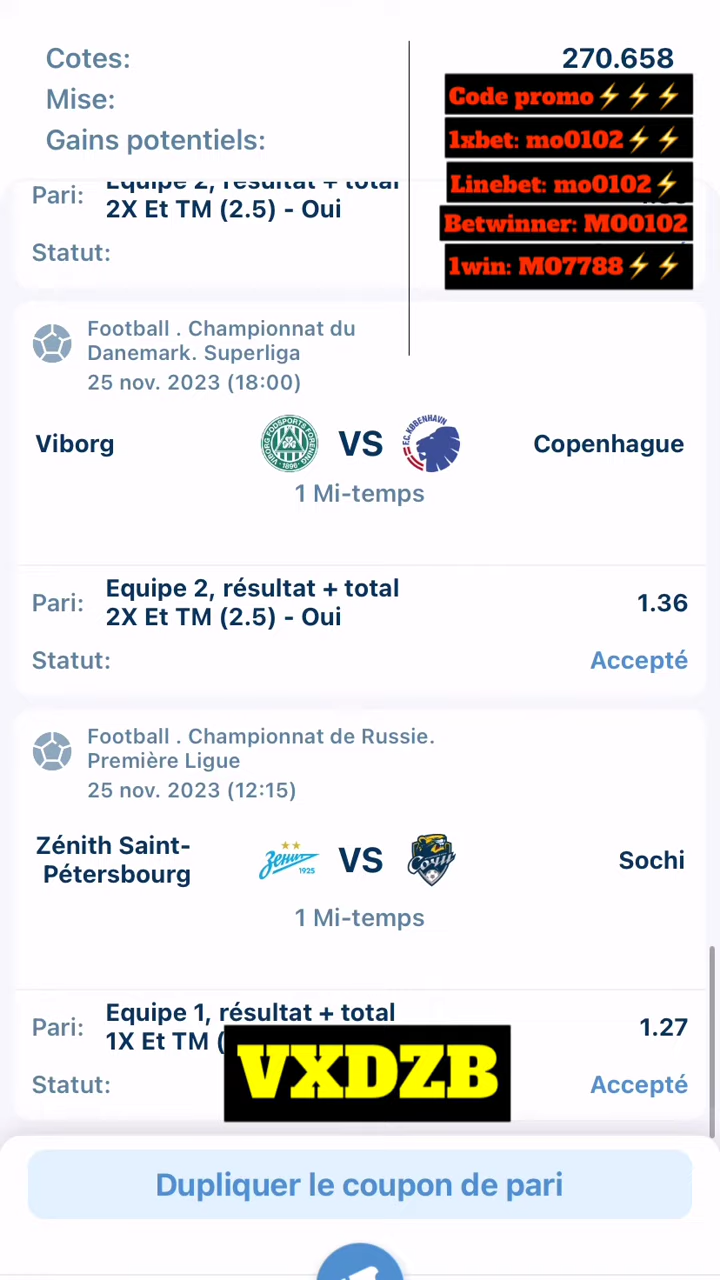 Cotes:
270.658
Mise:
Gains potentiels:
Code promo⚡⚡⚡
1xbet: mo0102⚡⚡
Linebet: mo0102⚡
Betwinner: MO0102
1win: MO7788⚡⚡
Pari:
Equipe 2, résultat + total
2X Et TM (2.5) - Oui
Statut:
Football . Championnat du
Danemark. Superliga
25 nov. 2023 (18:00)
Viborg
VS
Copenhague
1 Mi-temps
Pari:
Equipe 2, résultat + total
2X Et TM (2.5) - Oui
1.36
Statut:
Accepté
Football . Championnat de Russie.
Première Ligue
25 nov. 2023 (12:15)
Zénith Saint-
Pétersbourg
VS
Sochi
1 Mi-temps
Pari:
Equipe 1, résultat + total
1X Et TM (
1.27
VXDZB
Statut:
Accepté
Dupliquer le coupon de pari